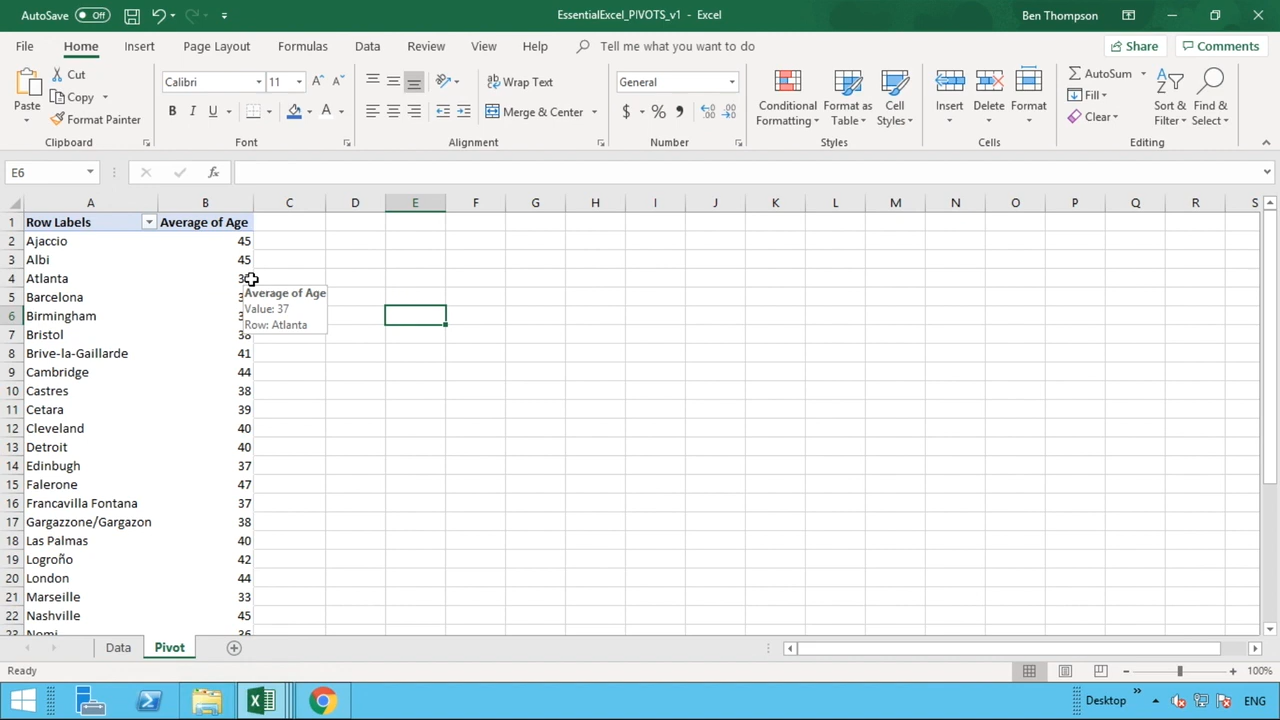 AutoSave Off EssentialExcel_PIVOTS_v1 - Excel Ben Thompson
File Home Insert Page Layout Formulas Data Review View Help Tell me what you want to do Share Comments
Paste
Cut
Copy
Format Painter
Clipboard
Calibri 11
B I U A
Font
Wrap Text
Merge & Center
Alignment
General
$ % ,
Number
Conditional Formatting
Format as Table
Cell Styles
Styles
Insert
Delete
Format
Cells
AutoSum
Fill
Clear
Sort & Filter
Find & Select
Editing
E6 fx
A B C D E F G H I J K L M N O P Q R S
1 Row Labels Average of Age
2 Ajaccio 45
3 Albi 45
4 Atlanta
5 Barcelona
6 Birmingham
7 Bristol 38
8 Brive-la-Gaillarde 41
9 Cambridge 44
10 Castres 38
11 Cetara 39
12 Cleveland 40
13 Detroit 40
14 Edinbugh 37
15 Falerone 47
16 Francavilla Fontana 37
17 Gargazzone/Gargazon 38
18 Las Palmas 40
19 Logroño 42
20 London 44
21 Marseille 33
22 Nashville 45
23
Average of Age
Value: 37
Row: Atlanta
Data Pivot
Ready 100%
Desktop ENG